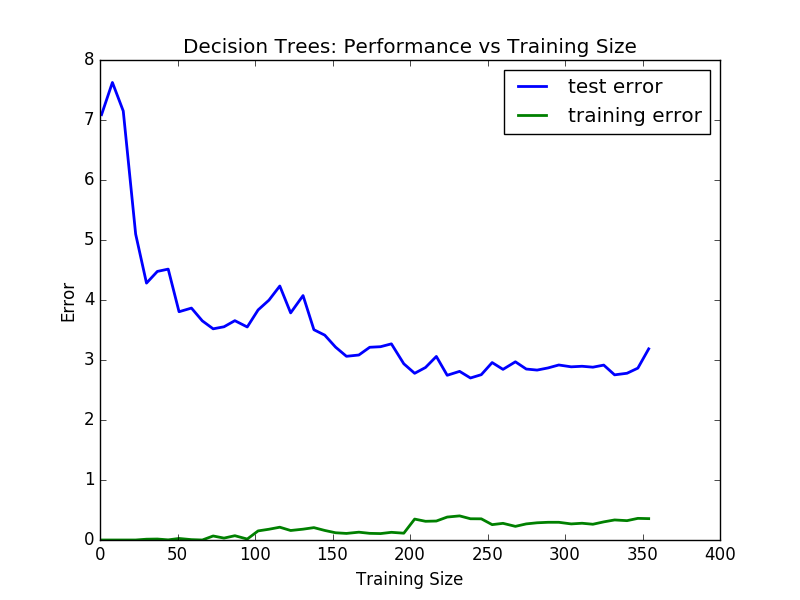 Decision Trees: Performance vs Training Size
test error
training error
8
7
6
5
4
3
2
1
0
Error
0 50 100 150 200 250 300 350 400
Training Size